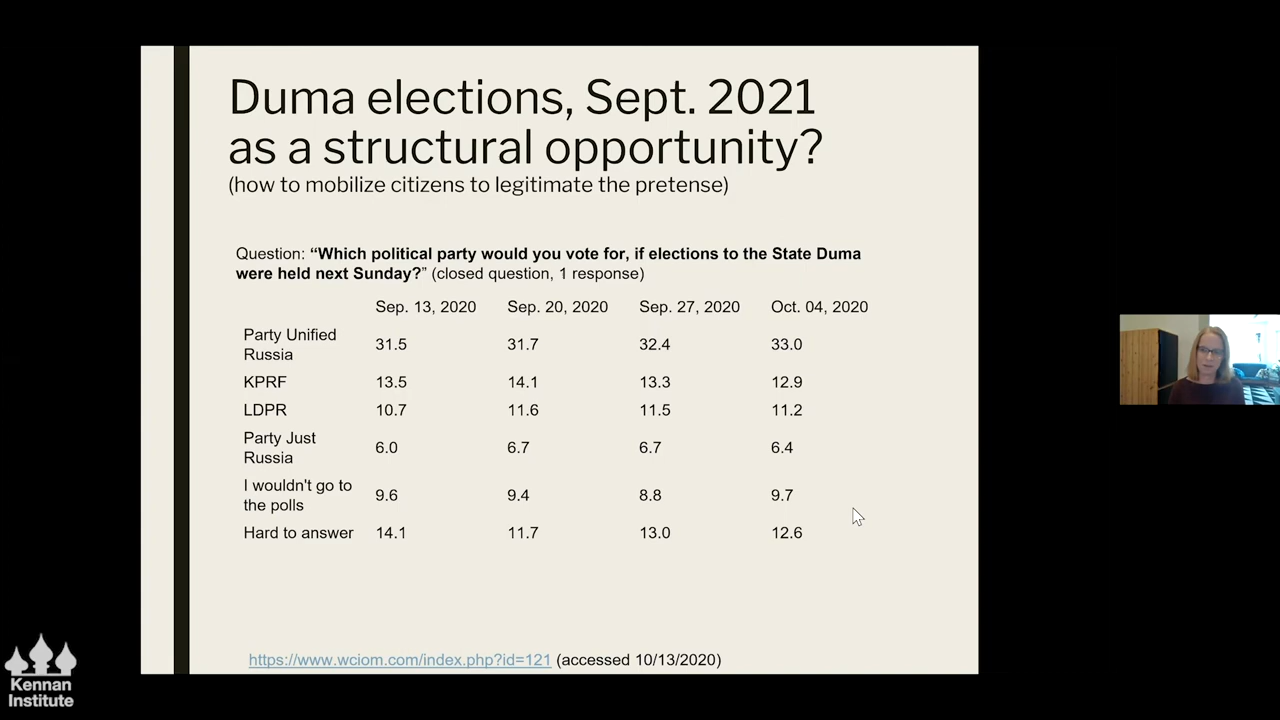 Duma elections, Sept. 2021
as a structural opportunity?
(how to mobilize citizens to legitimate the pretense)
Question: “Which political party would you vote for, if elections to the State Duma
were held next Sunday?” (closed question, 1 response)
Sep. 13, 2020 Sep. 20, 2020 Sep. 27, 2020 Oct. 04, 2020
Party Unified
Russia
31.5 31.7 32.4 33.0
KPRF 13.5 14.1 13.3 12.9
LDPR 10.7 11.6 11.5 11.2
Party Just
Russia
6.0 6.7 6.7 6.4
I wouldn't go to
the polls
9.6 9.4 8.8 9.7
Hard to answer 14.1 11.7 13.0 12.6
https://www.wciom.com/index.php?id=121 (accessed 10/13/2020)
Kennan
Institute